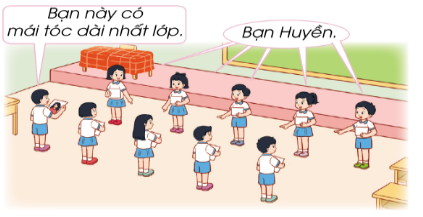 Bạn này có
mái tóc dài nhất lớp.
Bạn Huyền.